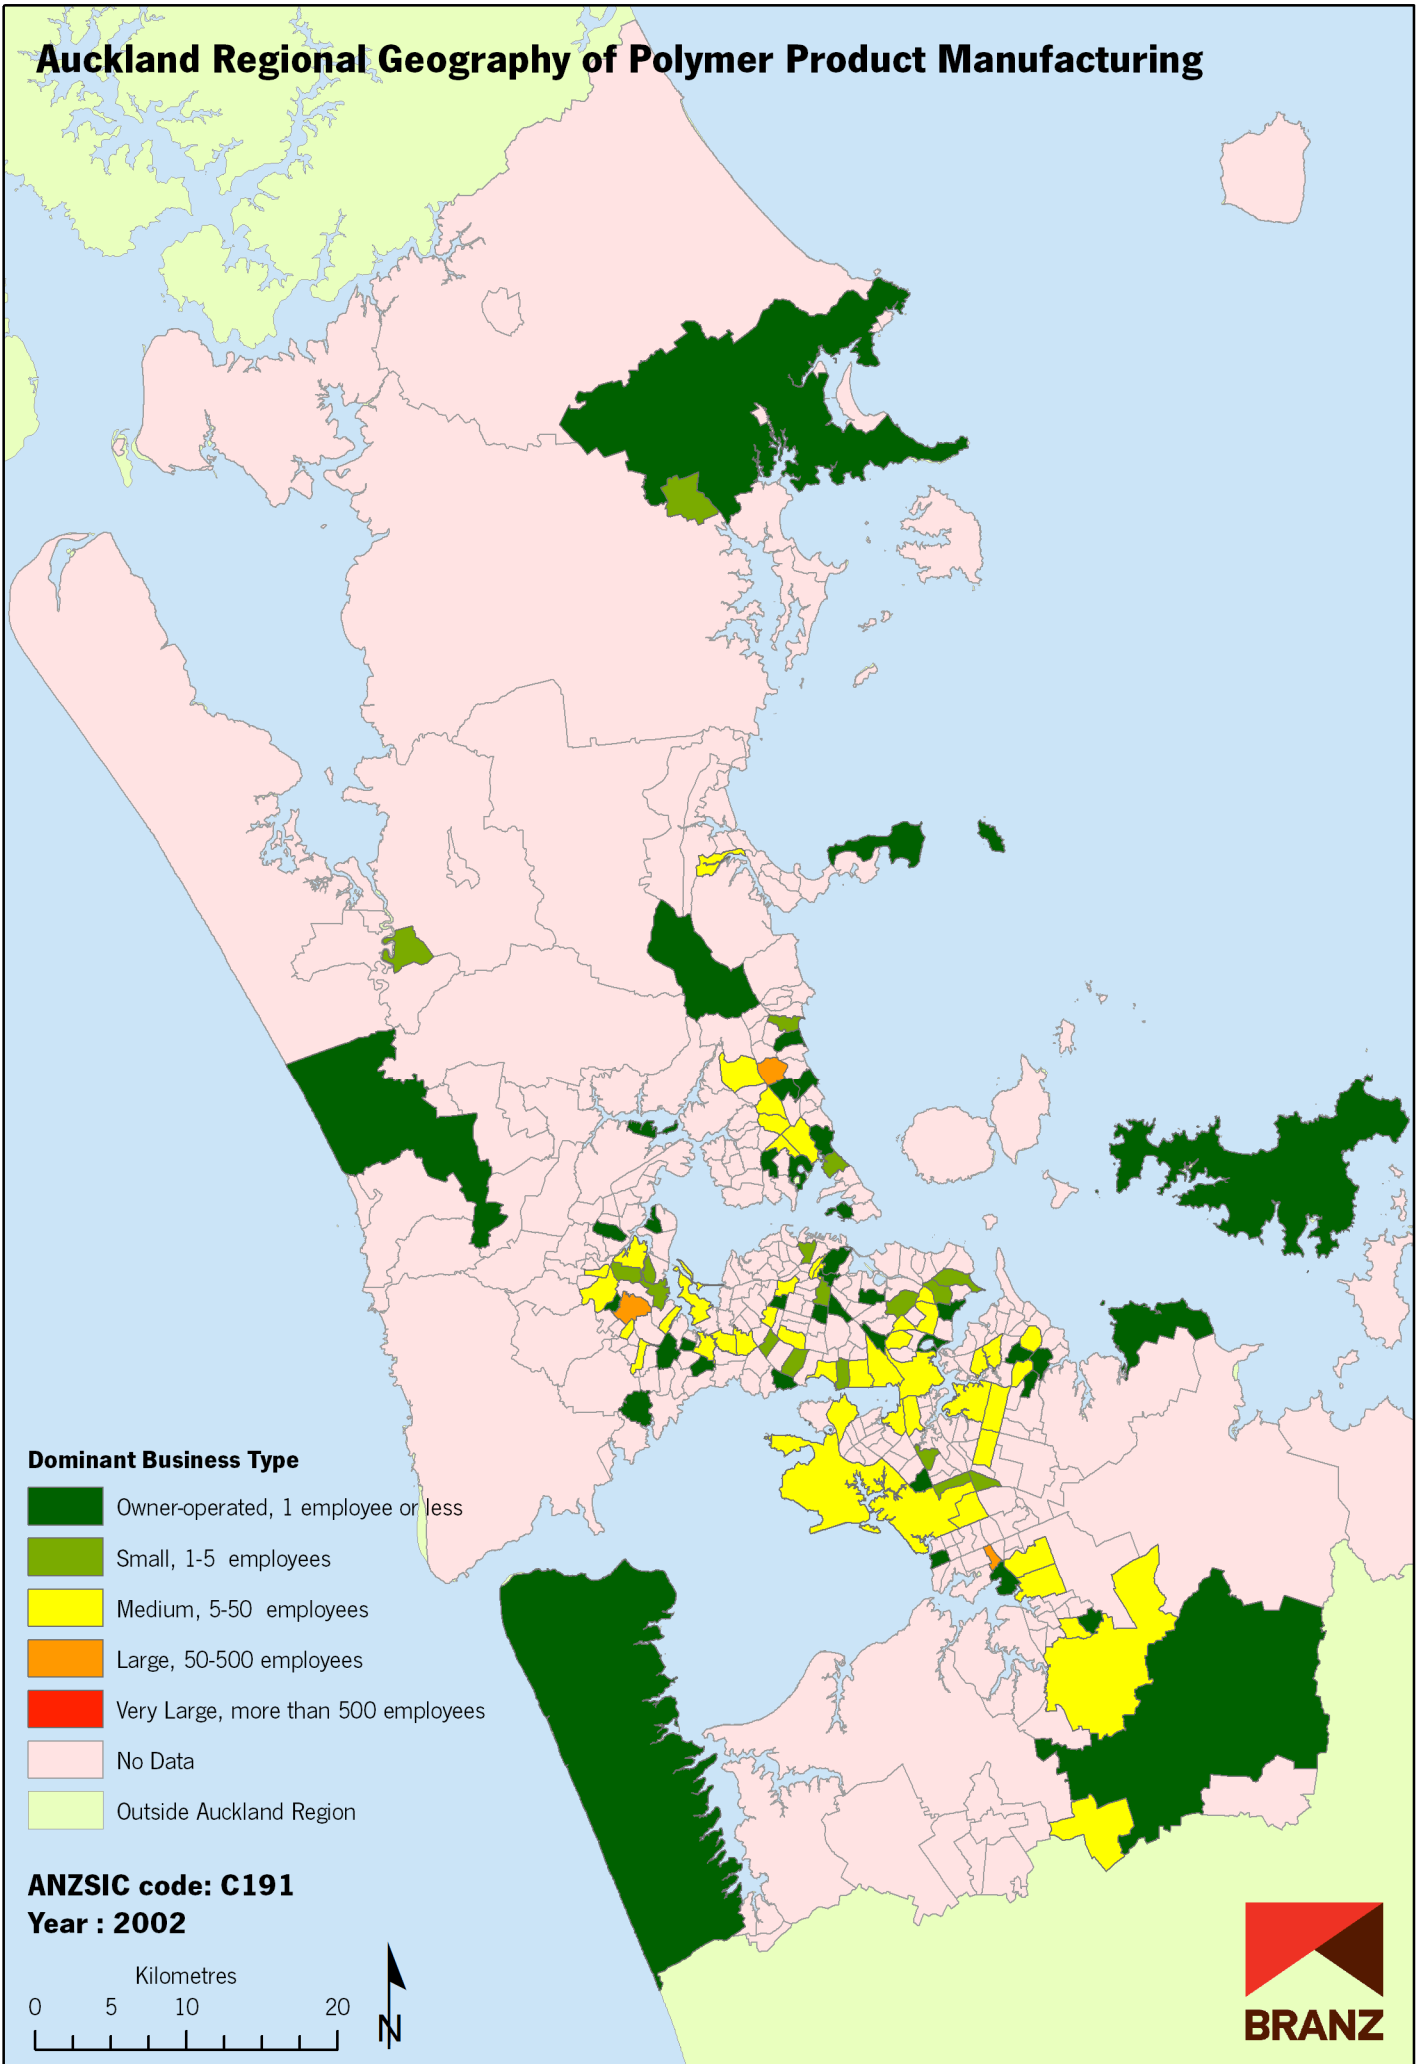 Auckland Regional Geography of Polymer Product Manufacturing
Dominant Business Type
Owner-operated, 1 employee or less
Small, 1-5 employees
Medium, 5-50 employees
Large, 50-500 employees
Very Large, more than 500 employees
No Data
Outside Auckland Region
ANZSIC code: C191
Year : 2002
Kilometres
0 5 10 20
N
BRANZ